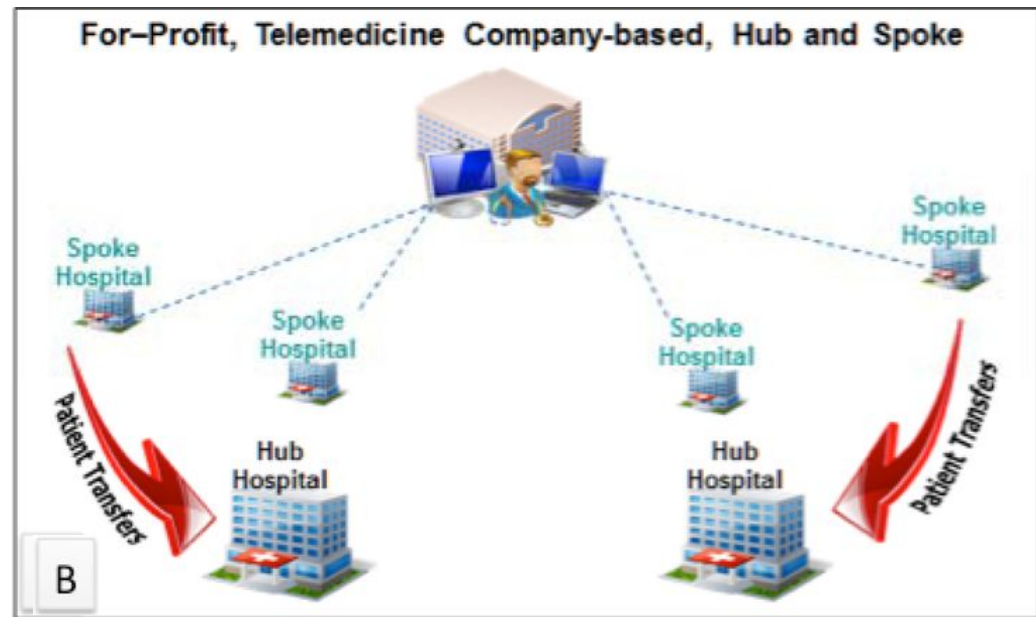 For–Profit, Telemedicine Company-based, Hub and Spoke
Spoke
Hospital
Spoke
Hospital
Spoke
Hospital
Spoke
Hospital
Patient Transfers
Hub
Hospital
Hub
Hospital
Patient Transfers
B